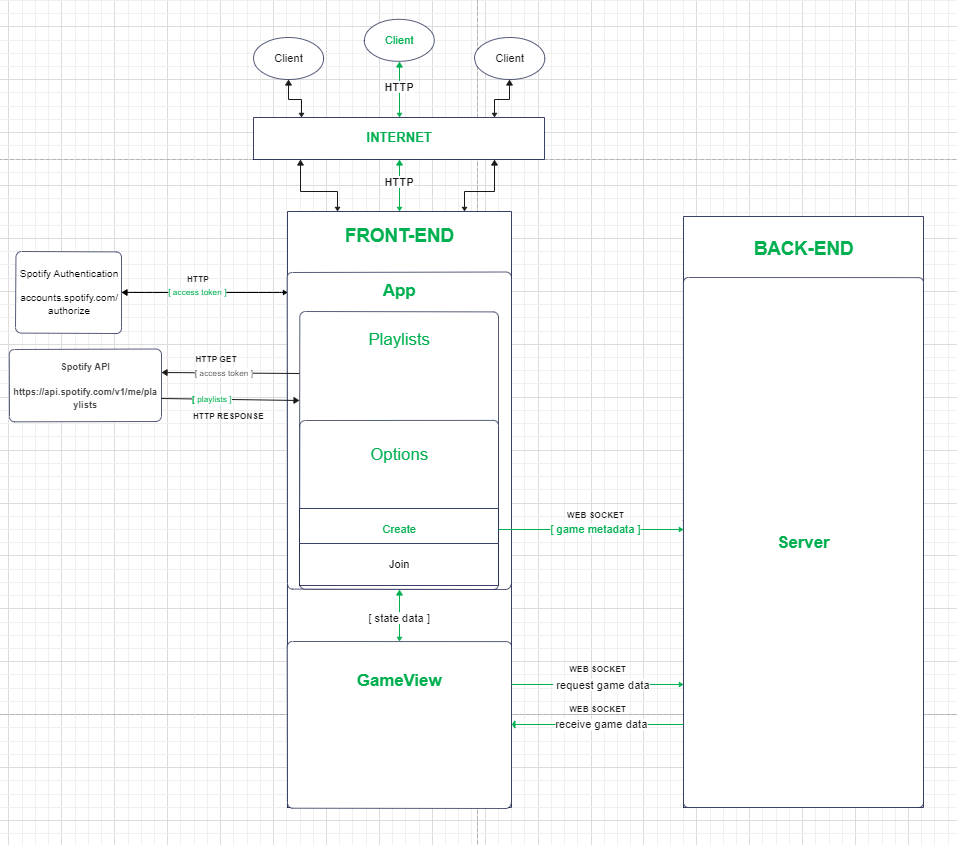 Client
Client
Client
HTTP
INTERNET
HTTP
FRONT-END
BACK-END
Spotify Authentication
accounts.spotify.com/
authorize
HTTP
[ access token ]
App
Playlists
Spotify API
https://api.spotify.com/v1/me/pla
ylists
HTTP GET
[ access token ]
[ playlists ]
HTTP RESPONSE
Options
Create
WEB SOCKET
[ game metadata ]
Server
Join
[ state data ]
GameView
WEB SOCKET
request game data
WEB SOCKET
receive game data